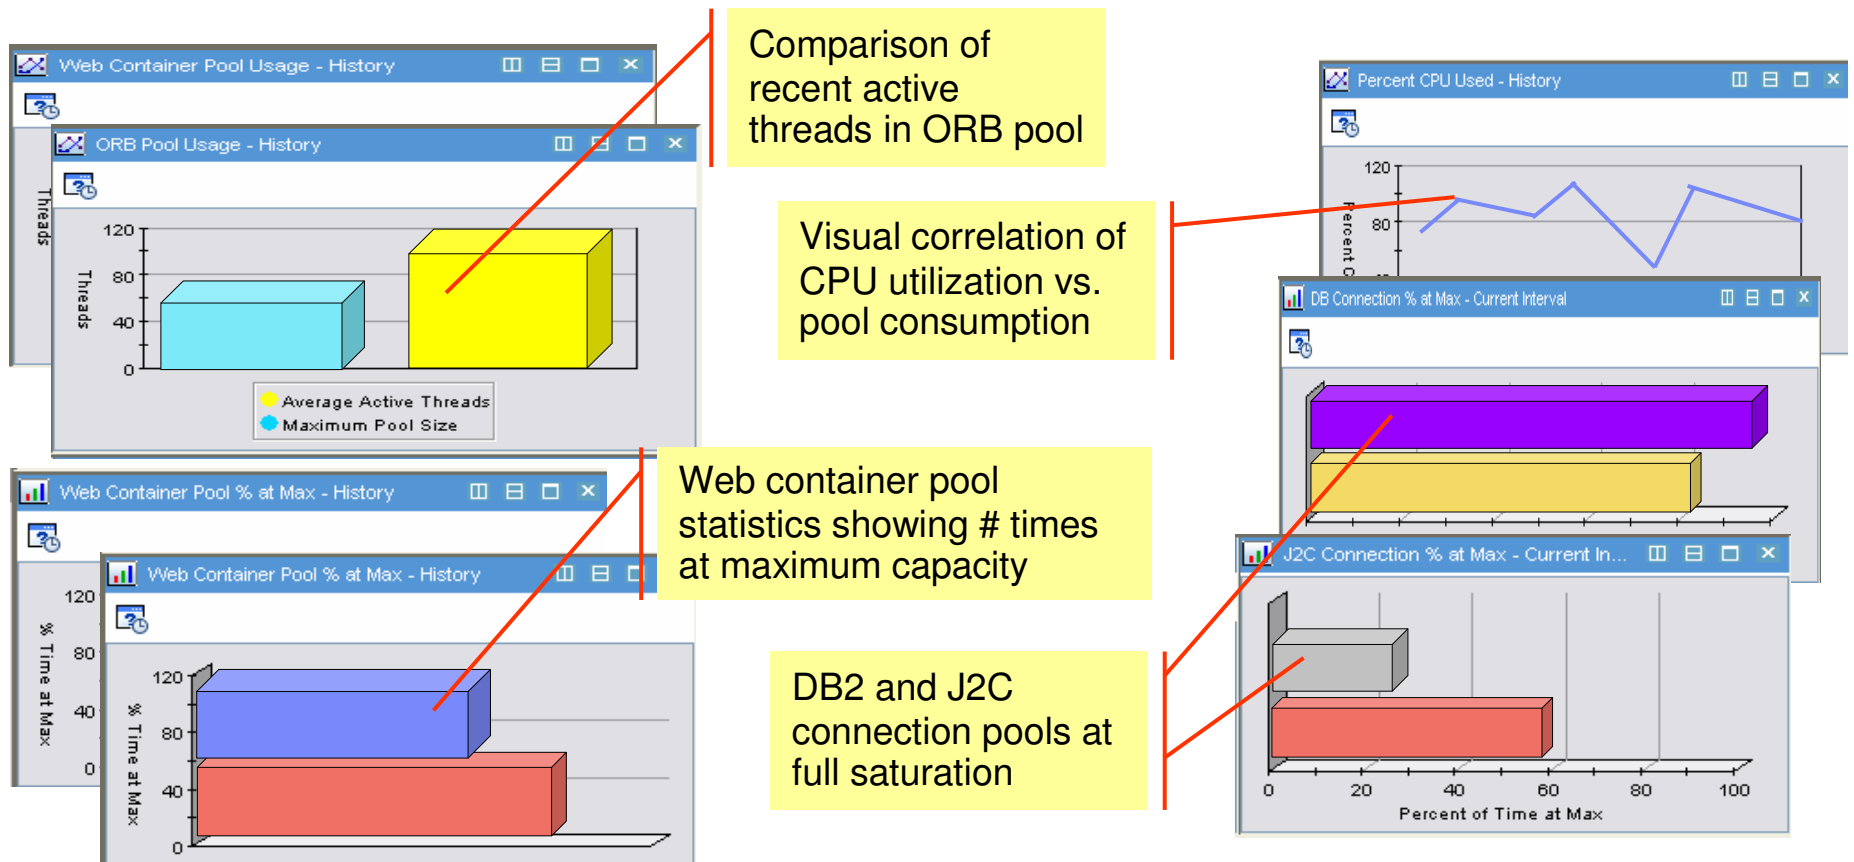 Web Container Pool Usage - History
Threads
ORB Pool Usage - History
120
80
40
0
Threads
Average Active Threads
Maximum Pool Size
Comparison of
recent active
threads in ORB pool
Percent CPU Used - History
120
80
Visual correlation of
CPU utilization vs.
pool consumption
DB Connection % at Max - Current Interval
Web Container Pool % at Max - History
120
80
40
0
% Time at Max
Web Container Pool % at Max - History
120
80
40
0
% Time at Max
Web container pool
statistics showing # times
at maximum capacity
DB2 and J2C
connection pools at
full saturation
J2C Connection % at Max - Current In...
0 20 40 60 80 100
Percent of Time at Max